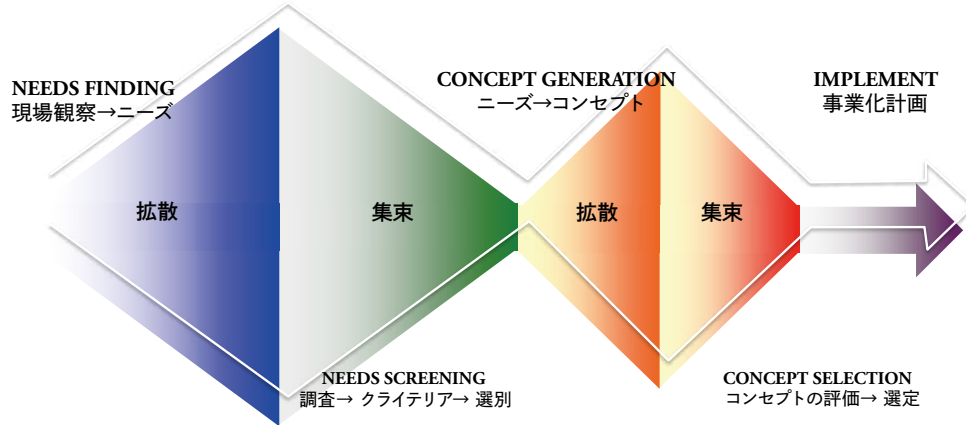 NEEDS FINDING
現場観察→ニーズ
CONCEPT GENERATION
ニーズ→コンセプト
IMPLEMENT
事業化計画
拡散
集束
拡散
集束
NEEDS SCREENING
調査→ クライテリア→ 選別
CONCEPT SELECTION
コンセプトの評価→ 選定